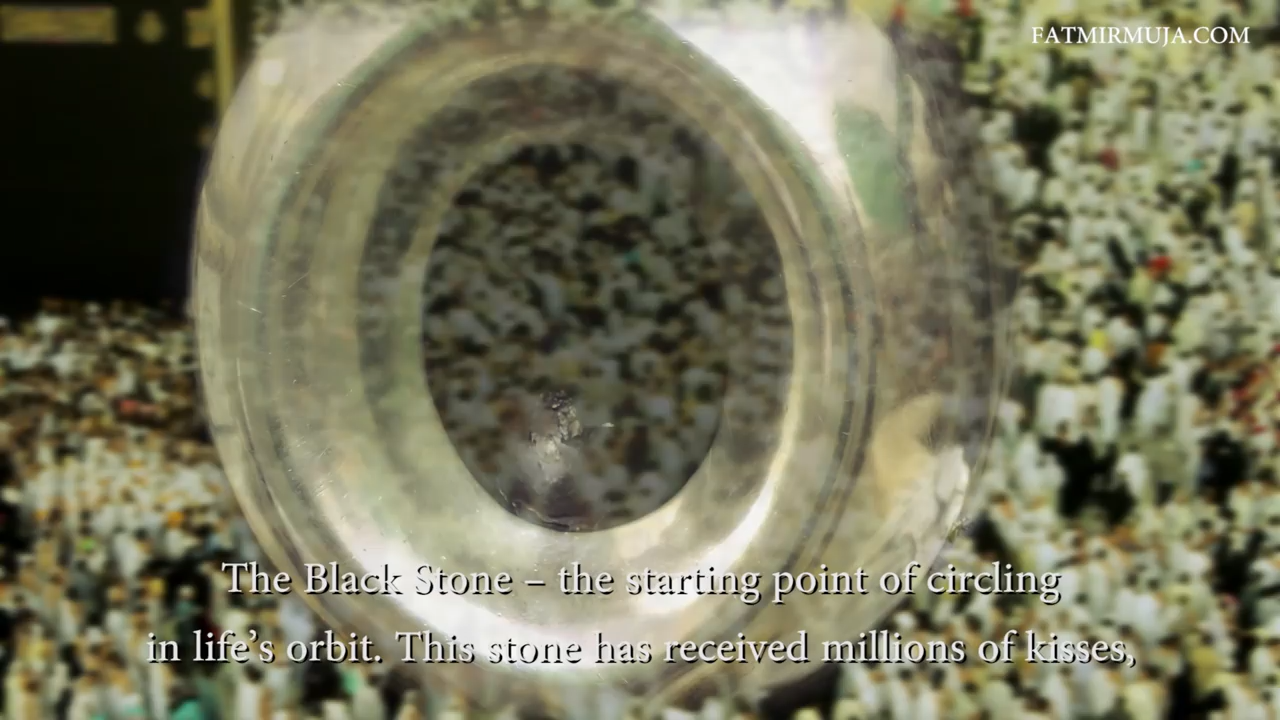 FATMIRMUJA.COM
The Black Stone – the starting point of circling
in life's orbit. This stone has received millions of kisses,